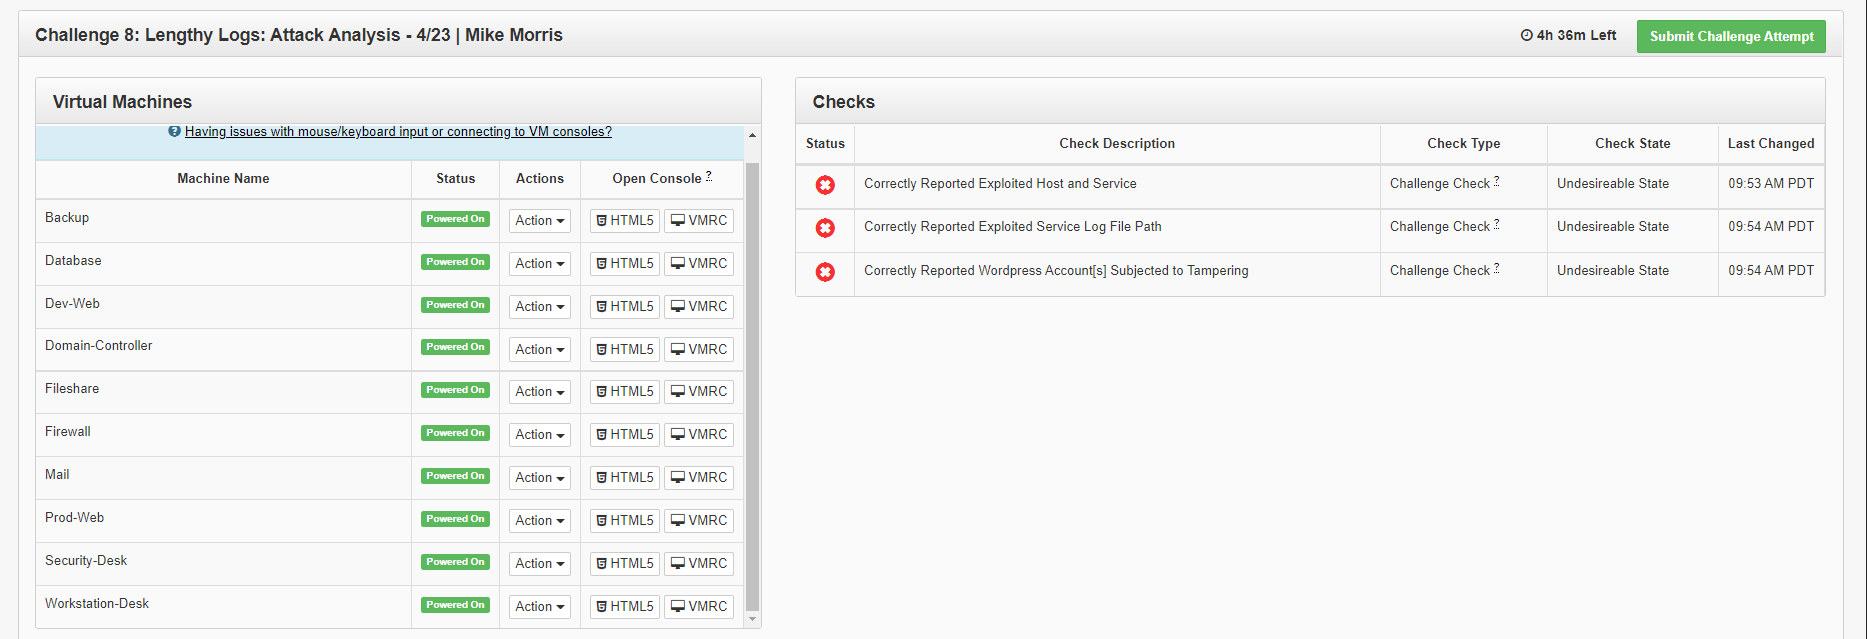 Challenge 8: Lengthy Logs: Attack Analysis - 4/23 | Mike Morris
4h 36m Left
Submit Challenge Attempt
Virtual Machines
Having issues with mouse/keyboard input or connecting to VM consoles?
Machine Name Status Actions Open Console ?
Backup Powered On Action HTML5 VMRC
Database Powered On Action HTML5 VMRC
Dev-Web Powered On Action HTML5 VMRC
Domain-Controller Powered On Action HTML5 VMRC
Fileshare Powered On Action HTML5 VMRC
Firewall Powered On Action HTML5 VMRC
Mail Powered On Action HTML5 VMRC
Prod-Web Powered On Action HTML5 VMRC
Security-Desk Powered On Action HTML5 VMRC
Workstation-Desk Powered On Action HTML5 VMRC
Checks
Status Check Description Check Type Check State Last Changed
Correctly Reported Exploited Host and Service Challenge Check ? Undesireable State 09:53 AM PDT
Correctly Reported Exploited Service Log File Path Challenge Check ? Undesireable State 09:54 AM PDT
Correctly Reported Wordpress Account[s] Subjected to Tampering Challenge Check ? Undesireable State 09:54 AM PDT